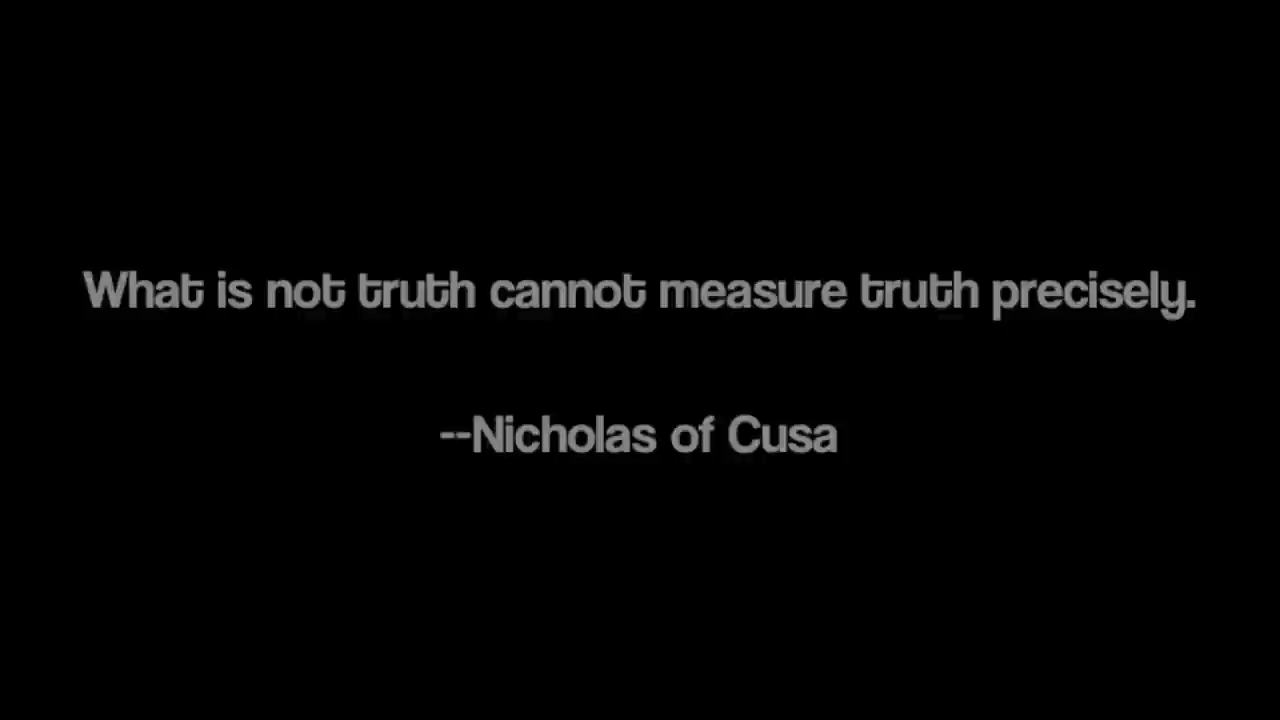 What is not truth cannot measure truth precisely.
--Nicholas of Cusa